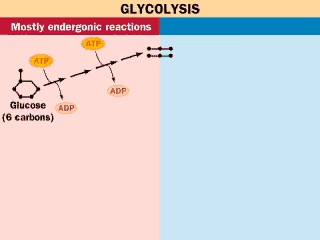 GLYCOLYSIS
Mostly endergonic reactions
ATP
ATP
ADP
ADP
Glucose
(6 carbons)